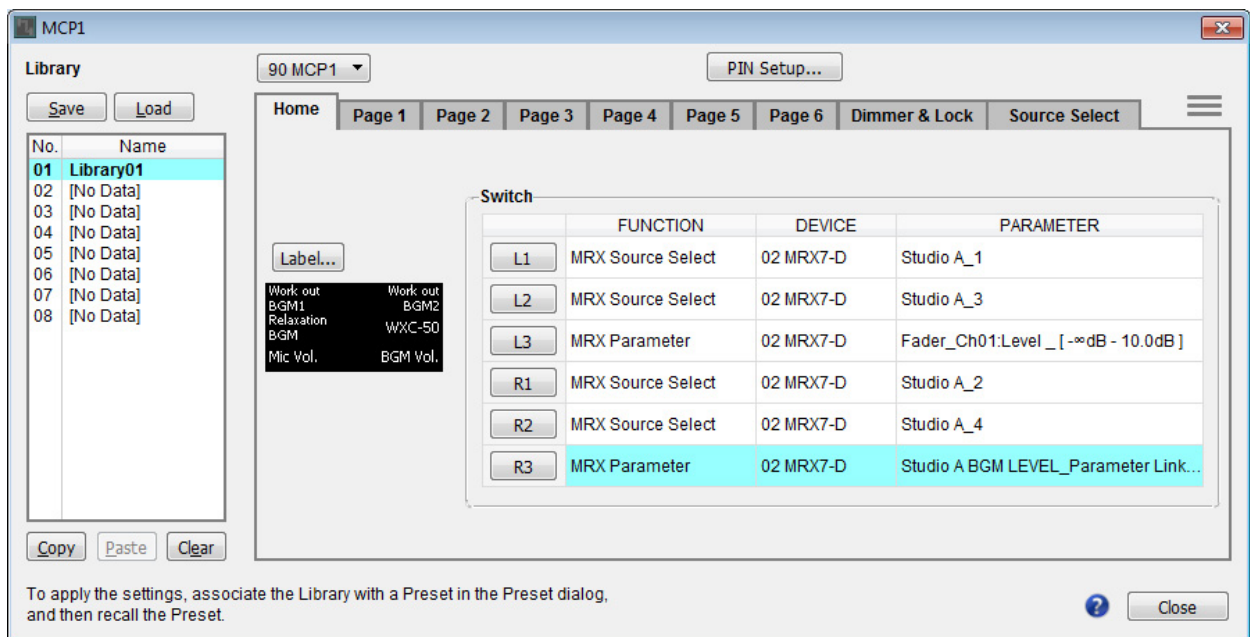 MCP1
Library
90 MCP1
PIN Setup...
Save Load
Home Page 1 Page 2 Page 3 Page 4 Page 5 Page 6 Dimmer & Lock Source Select
No. Name
01 Library01
02 [No Data]
03 [No Data]
04 [No Data]
05 [No Data]
06 [No Data]
07 [No Data]
08 [No Data]
Copy Paste Clear
Label...
Work out Work out
BGM1 BGM2
Relaxation
BGM WXC-50
Mic Vol. BGM Vol.
Switch
FUNCTION DEVICE PARAMETER
L1 MRX Source Select 02 MRX7-D Studio A_1
L2 MRX Source Select 02 MRX7-D Studio A_3
L3 MRX Parameter 02 MRX7-D Fader_Ch01:Level _ [ -∞dB - 10.0dB ]
R1 MRX Source Select 02 MRX7-D Studio A_2
R2 MRX Source Select 02 MRX7-D Studio A_4
R3 MRX Parameter 02 MRX7-D Studio A BGM LEVEL_Parameter Link...
To apply the settings, associate the Library with a Preset in the Preset dialog,
and then recall the Preset.
? Close